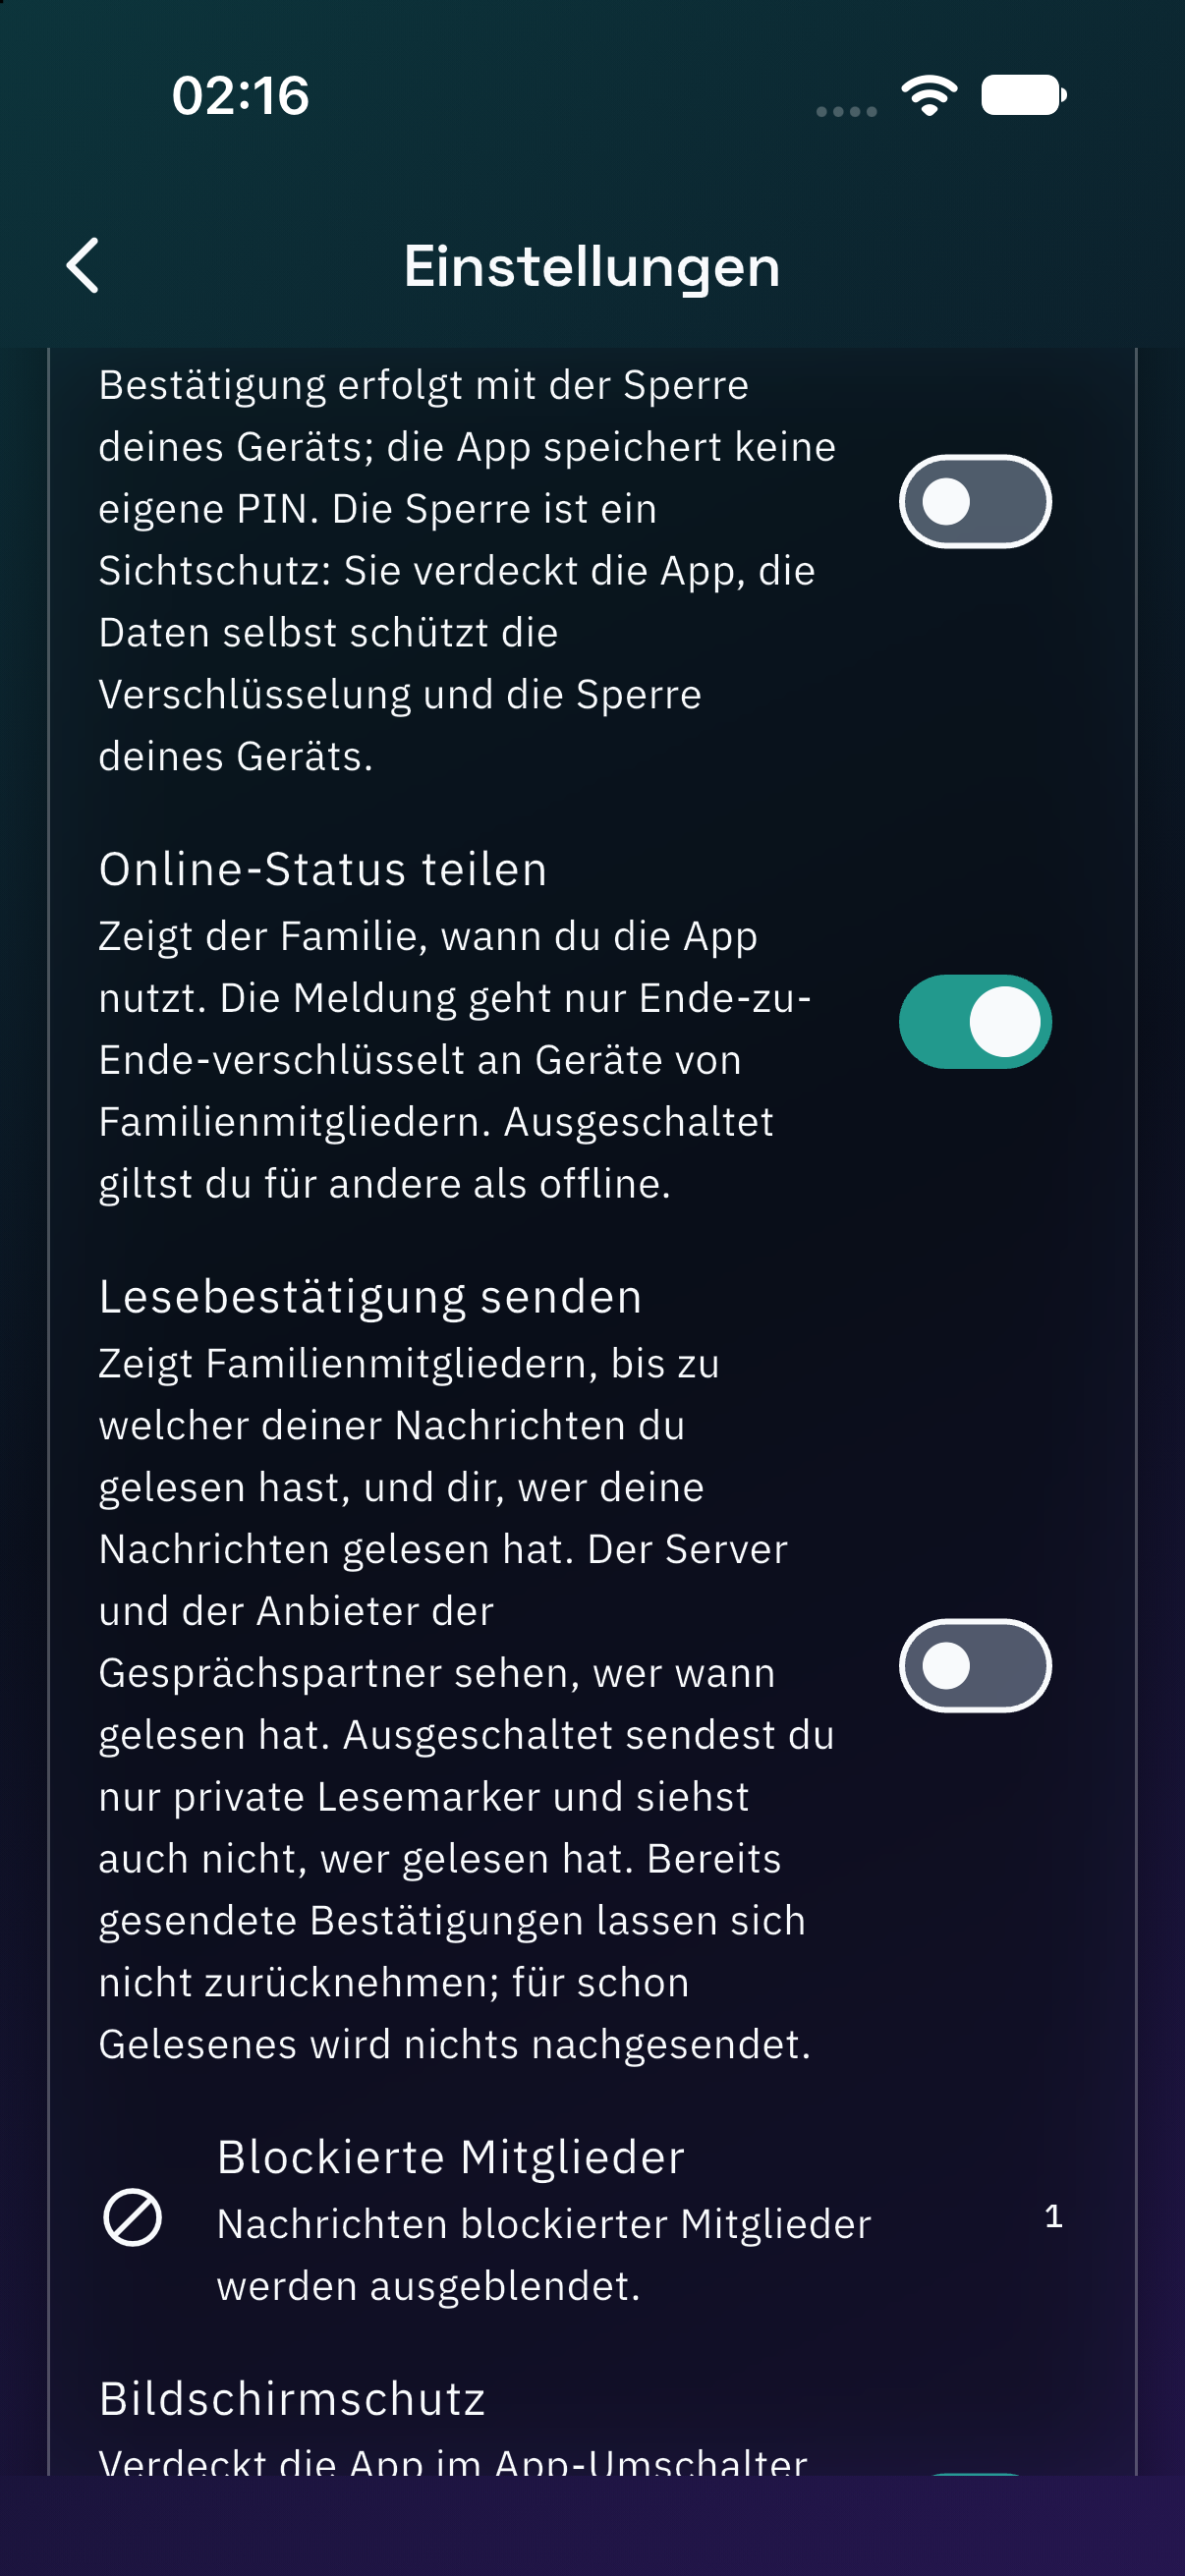 02:16
Einstellungen
Bestätigung erfolgt mit der Sperre
deines Geräts; die App speichert keine
eigene PIN. Die Sperre ist ein
Sichtschutz: Sie verdeckt die App, die
Daten selbst schützt die
Verschlüsselung und die Sperre
deines Geräts.
Online-Status teilen
Zeigt der Familie, wann du die App
nutzt. Die Meldung geht nur Ende-zu-
Ende-verschlüsselt an Geräte von
Familienmitgliedern. Ausgeschaltet
giltst du für andere als offline.
Lesebestätigung senden
Zeigt Familienmitgliedern, bis zu
welcher deiner Nachrichten du
gelesen hast, und dir, wer deine
Nachrichten gelesen hat. Der Server
und der Anbieter der
Gesprächspartner sehen, wer wann
gelesen hat. Ausgeschaltet sendest du
nur private Lesemarker und siehst
auch nicht, wer gelesen hat. Bereits
gesendete Bestätigungen lassen sich
nicht zurücknehmen; für schon
Gelesenes wird nichts nachgesendet.
Blockierte Mitglieder
Nachrichten blockierter Mitglieder
werden ausgeblendet.
1
Bildschirmschutz
Verdeckt die App im App-Umschalter